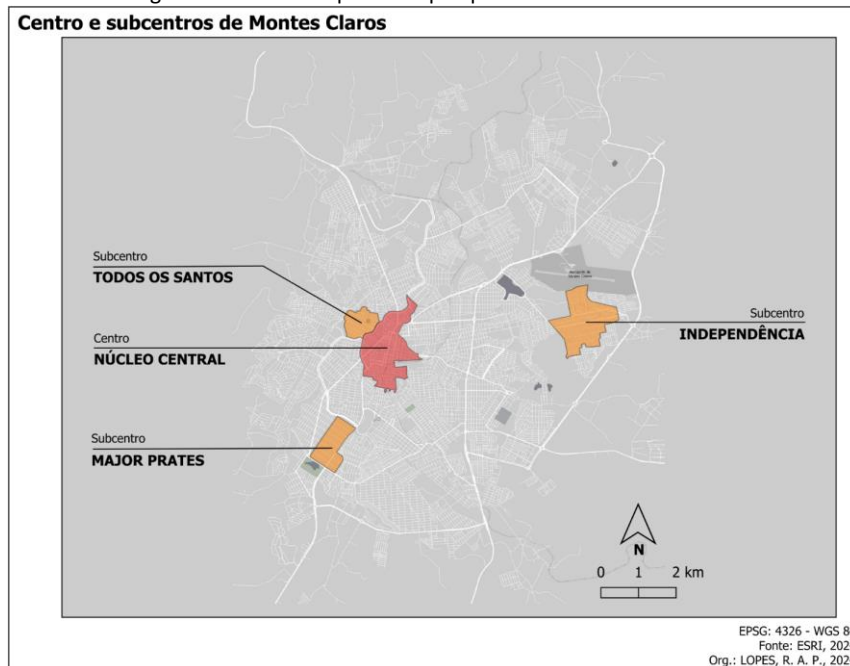 Centro e subcentros de Montes Claros
Subcentro
TODOS OS SANTOS
Centro
NÚCLEO CENTRAL
Subcentro
INDEPENDÊNCIA
Subcentro
MAJOR PRATES
N
0 1 2 km
EPSG: 4326 - WGS 8
Fonte: ESRI, 202
Org.: LOPES, R. A. P., 202